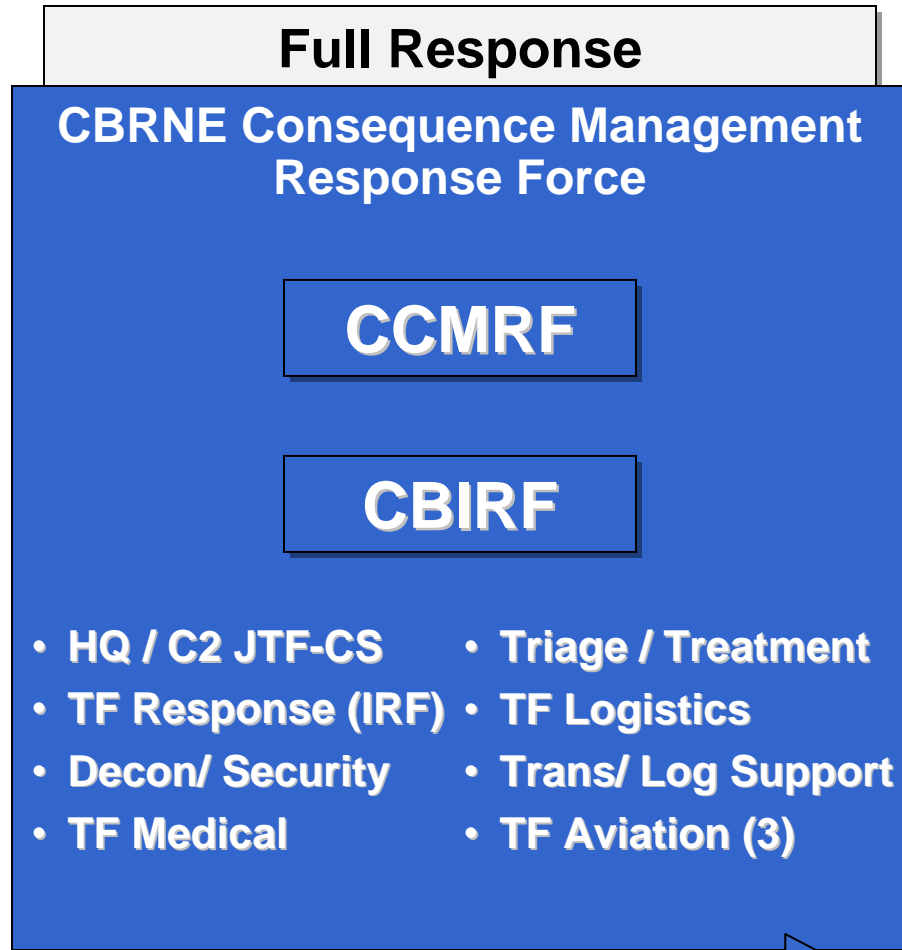 Full Response
CBRNE Consequence Management
Response Force
CCMRF
CBIRF
• HQ / C2 JTF-CS
• TF Response (IRF)
• Decon/ Security
• TF Medical
• Triage / Treatment
• TF Logistics
• Trans/ Log Support
• TF Aviation (3)